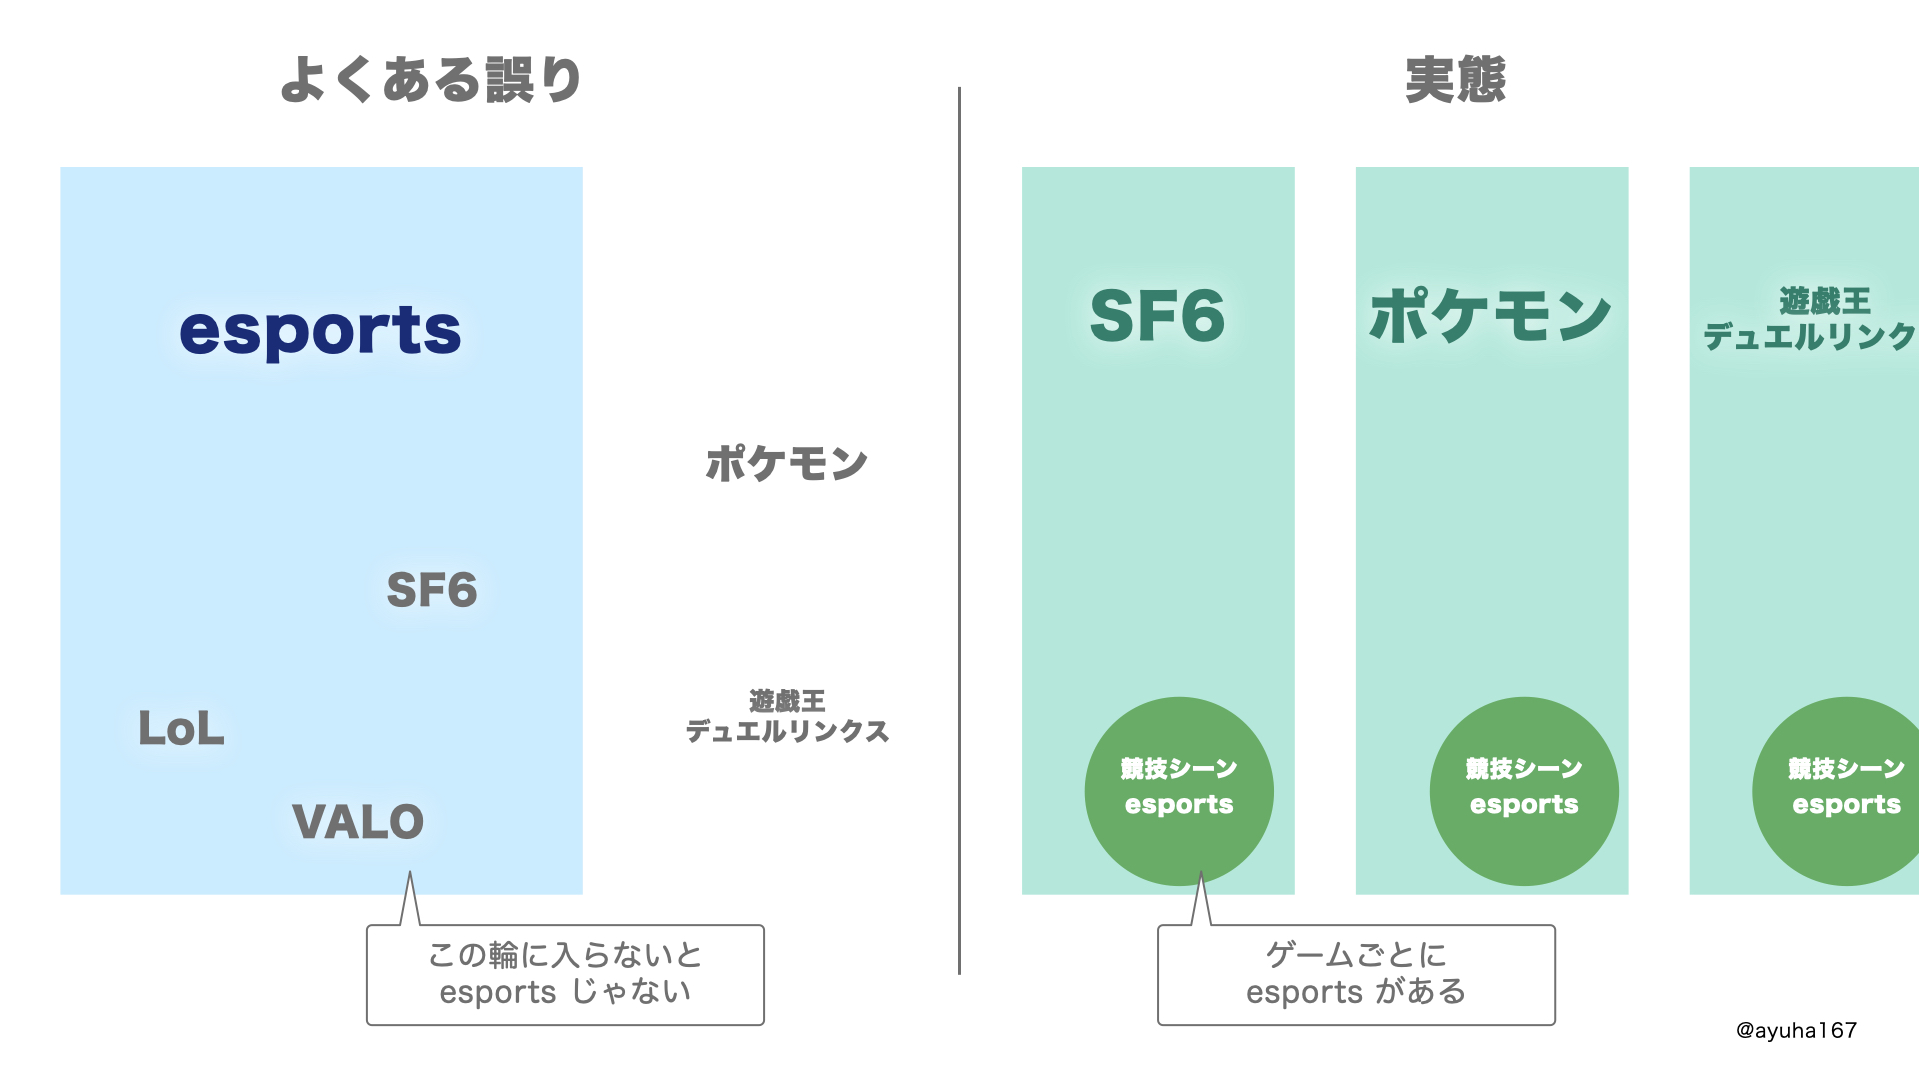 よくある誤り
esports
ポケモン
SF6
LoL
遊戯王
デュエルリンクス
VALO
この輪に入らないと
esports じゃない
実態
SF6
ポケモン
遊戯王
デュエルリンク
競技シーン
esports
競技シーン
esports
競技シーン
esports
ゲームごとに
esports がある
@ayuha167